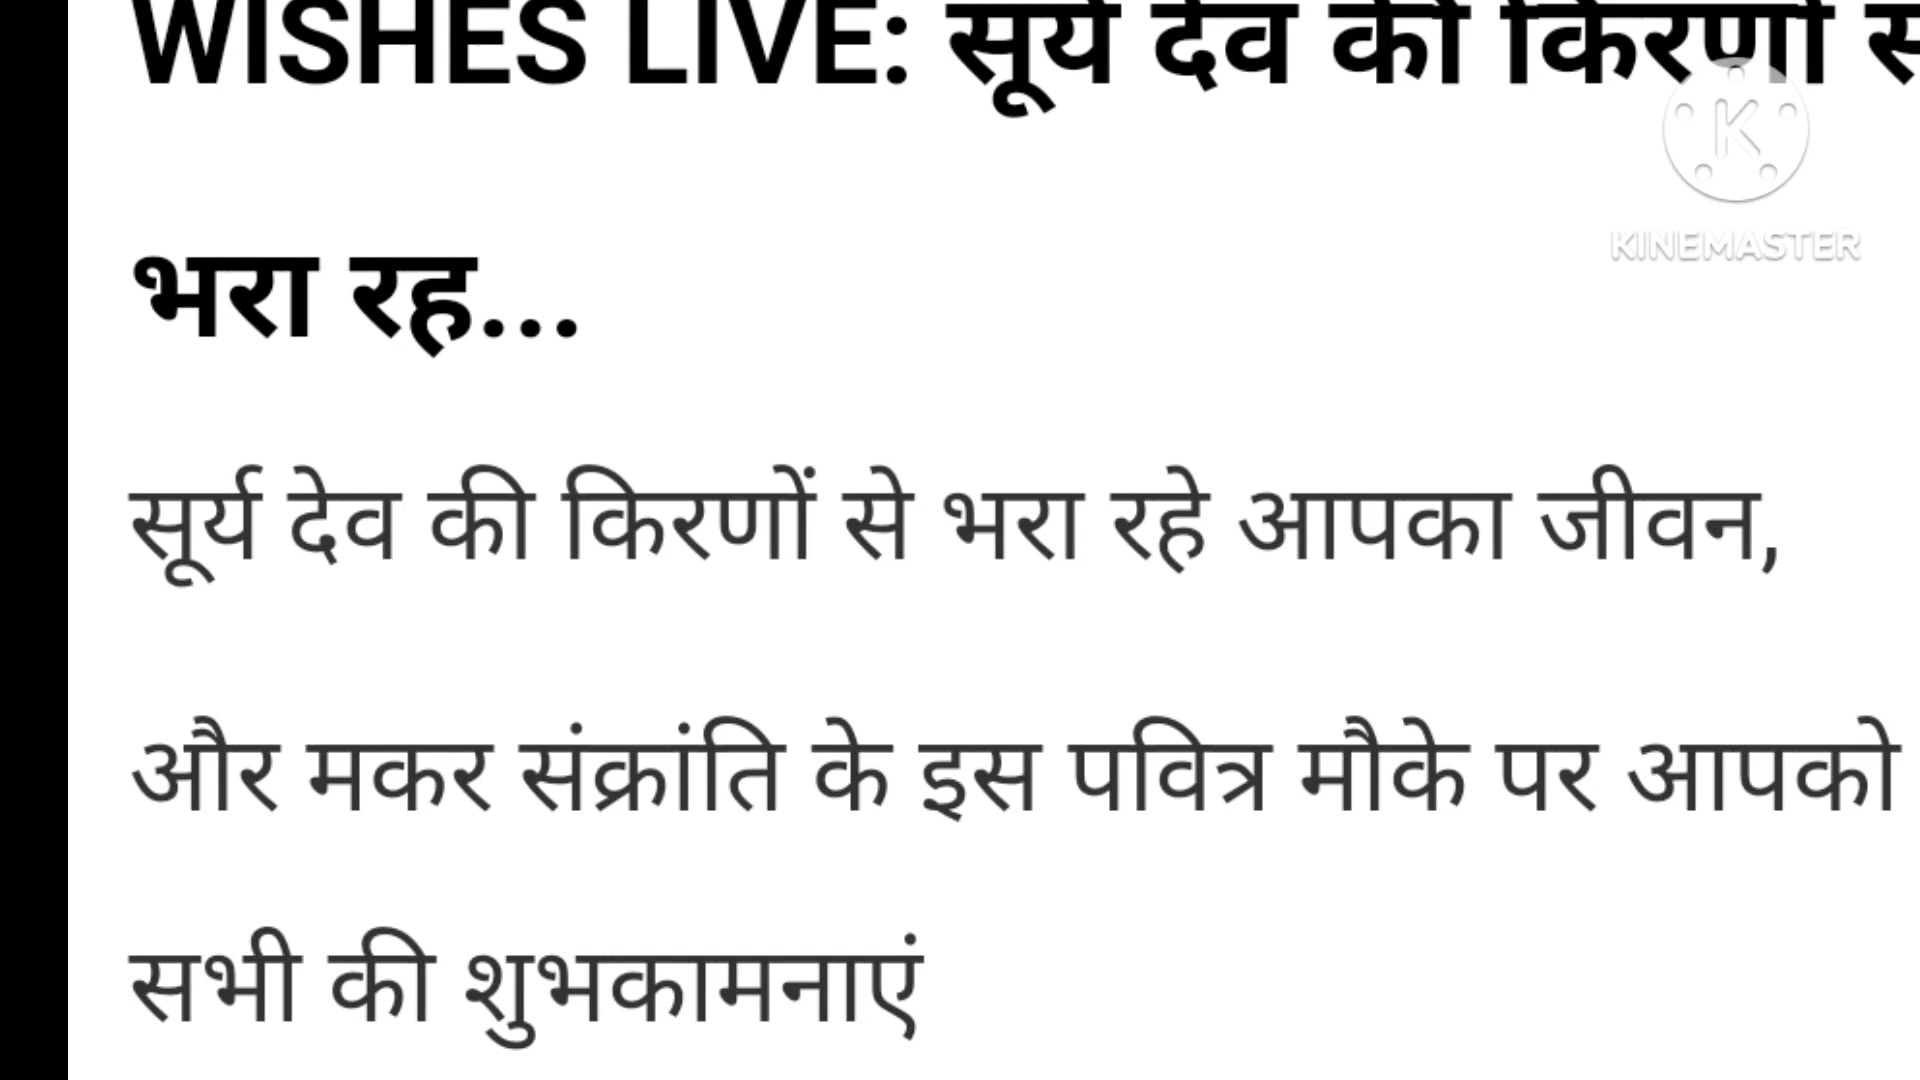 WISHES LIVE: सूर्य देव की किरणों
KINEMASTER
भरा रह...
सूर्य देव की किरणों से भरा रहे आपका जीवन,
और मकर संक्रांति के इस पवित्र मौके पर आपको
सभी की शुभकामनाएं